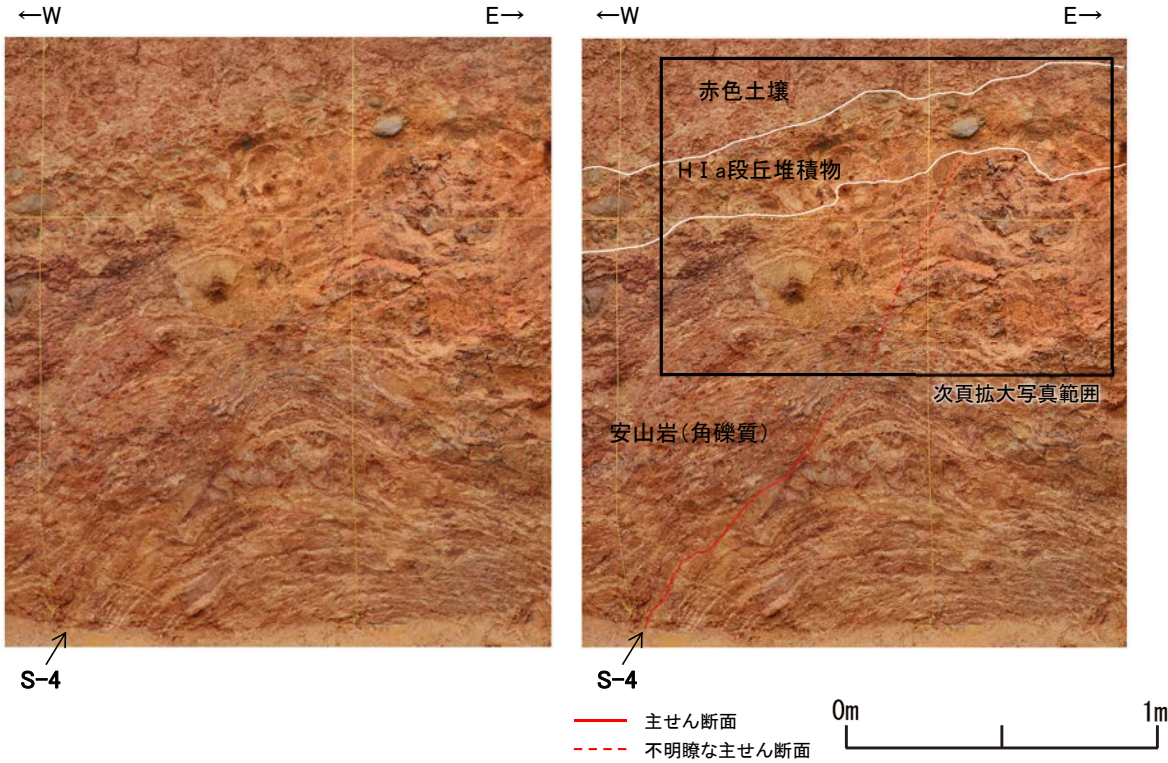 ←W
E→
←W
E→
赤色土壌
HⅠa段丘堆積物
次頁拡大写真範囲
安山岩(角礫質)
S-4
S-4
主せん断面
不明瞭な主せん断面
0m
1m